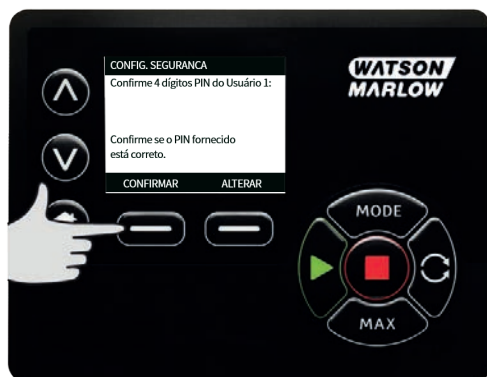 CONFIG. SEGURANCA
Confirme 4 dígitos PIN do Usuário 1:
Confirme se o PIN fornecido
está correto.
CONFIRMAR ALTERAR
WATSON
MARLOW
MODE
MAX